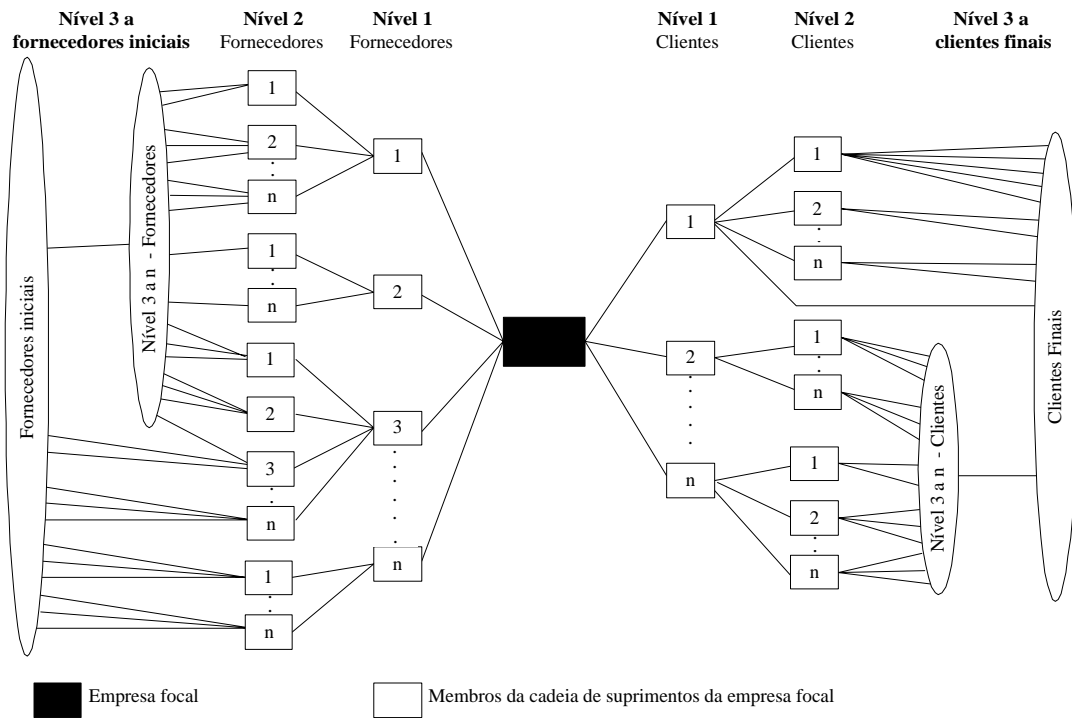 Nível 3 a
fornecedores iniciais
Nível 2
Fornecedores
Nível 1
Fornecedores
Nível 1
Clientes
Nível 2
Clientes
Nível 3 a
clientes finais
Fornecedores iniciais
Nível 3 a n - Fornecedores
1
2
n
1
n
1
2
3
n
1
n
1
2
3
n
1
2
n
1
2
n
1
n
1
2
n
Nível 3 a n - Clientes
Clientes Finais
Empresa focal
Membros da cadeia de suprimentos da empresa focal